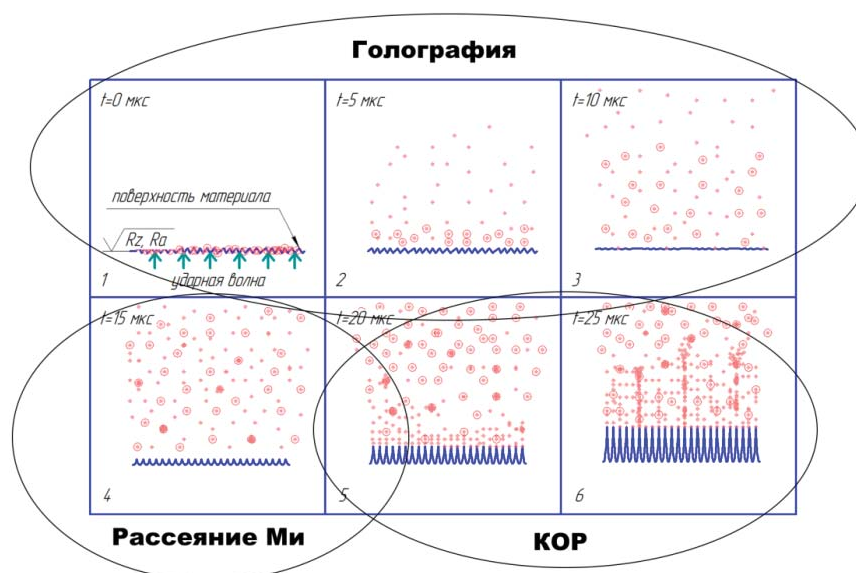 Голография
t=0 мкс
t=5 мкс
t=10 мкс
поверхность материала
Rz, Ra
ударная волна
1
2
3
t=15 мкс
t=20 мкс
t=25 мкс
4
5
6
Рассеяние Ми
КОР